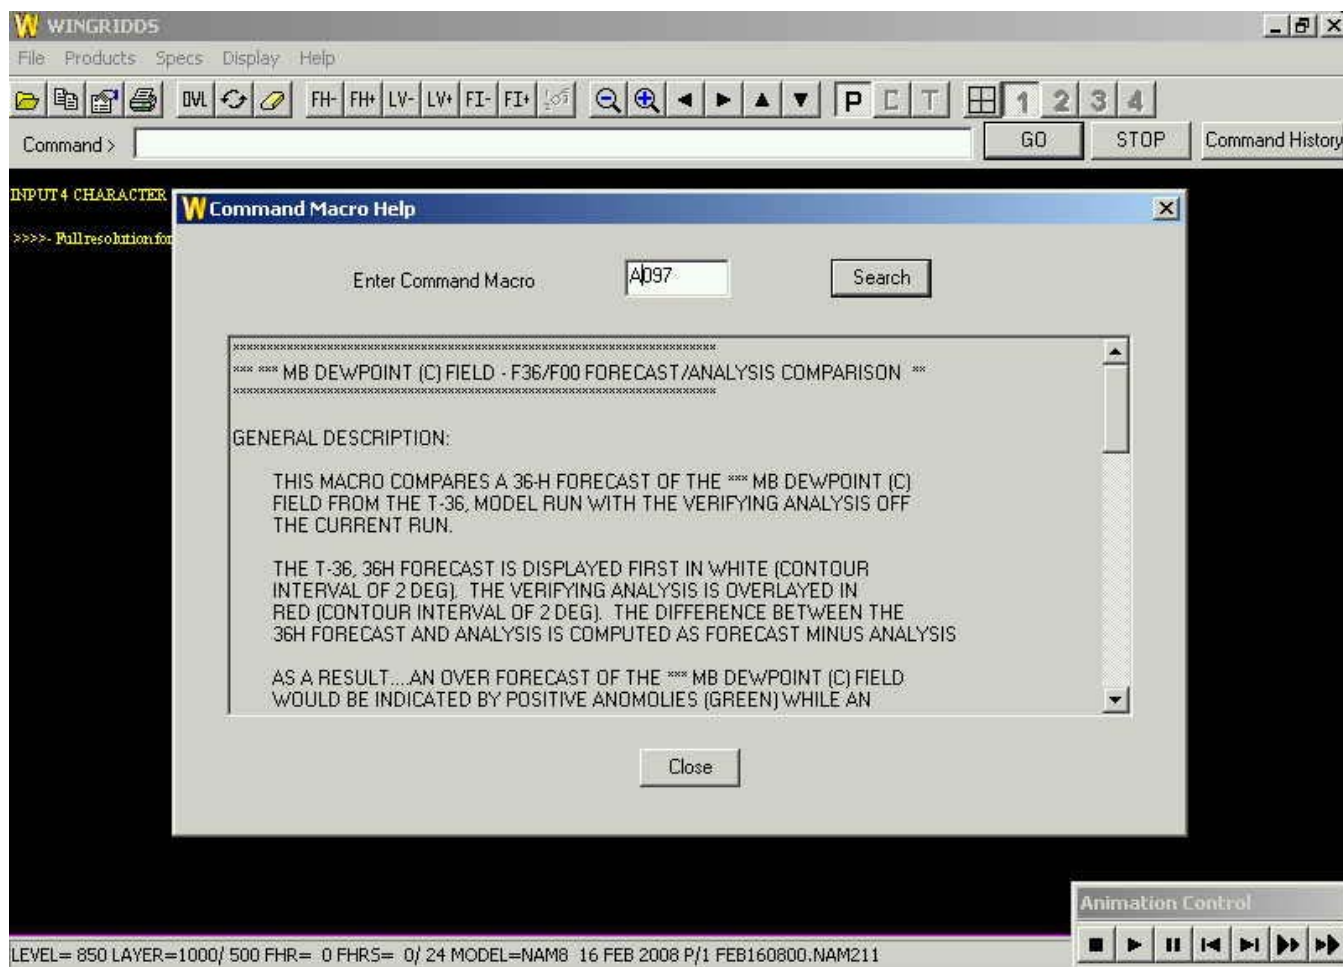 WINGRIDDS
File Products Specs Display Help
OVL FH- FH+ LV- LV+ FI- FI+ P C T 1 2 3 4
Command > GO STOP Command History
INPUT 4 CHARACTER
>>>>- Full resolution for
Command Macro Help
Enter Command Macro A097 Search
*** *** MB DEWPOINT (C) FIELD - F36/F00 FORECAST/ANALYSIS COMPARISON **
GENERAL DESCRIPTION:
THIS MACRO COMPARES A 36-H FORECAST OF THE *** MB DEWPOINT (C)
FIELD FROM THE T-36, MODEL RUN WITH THE VERIFYING ANALYSIS OFF
THE CURRENT RUN.
THE T-36, 36H FORECAST IS DISPLAYED FIRST IN WHITE (CONTOUR
INTERVAL OF 2 DEG). THE VERIFYING ANALYSIS IS OVERLAYED IN
RED (CONTOUR INTERVAL OF 2 DEG). THE DIFFERENCE BETWEEN THE
36H FORECAST AND ANALYSIS IS COMPUTED AS FORECAST MINUS ANALYSIS
AS A RESULT....AN OVER FORECAST OF THE *** MB DEWPOINT (C) FIELD
WOULD BE INDICATED BY POSITIVE ANOMOLIES (GREEN) WHILE AN
Close
Animation Control
LEVEL= 850 LAYER=1000/ 500 FHR= 0 FHRS= 0/ 24 MODEL=NAM8 16 FEB 2008 P/1 FEB160800.NAM211